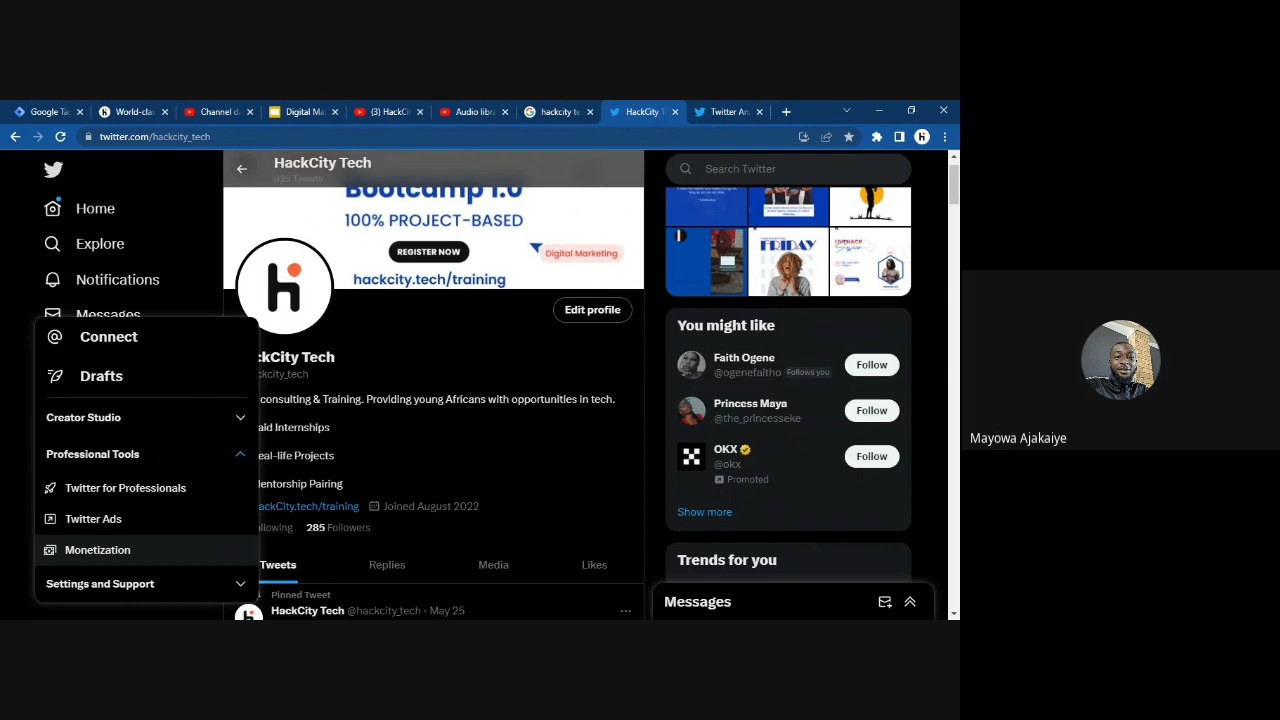 Google Ta
World-cla
Channel d
Digital Ma
(3) HackCi
Audio libra
hackcity te
HackCity T
Twitter An
twitter.com/hackcity_tech
HackCity Tech
935 Tweets
Bootcamp 1.0
100% PROJECT-BASED
REGISTER NOW
Digital Marketing
hackcity.tech/training
Home
Explore
Notifications
Messages
Connect
Drafts
Creator Studio
Professional Tools
Twitter for Professionals
Twitter Ads
Monetization
Settings and Support
Edit profile
ckCity Tech
ckcity_tech
consulting & Training. Providing young Africans with opportunities in tech.
aid Internships
eal-life Projects
Mentorship Pairing
ackCity.tech/training Joined August 2022
llowing 285 Followers
Tweets Replies Media Likes
Pinned Tweet
HackCity Tech @hackcity_tech · May 25
Search Twitter
FRIDAY
LIVEHACK
You might like
Faith Ogene
@ogenefaitho Follows you
Follow
Princess Maya
@the_princesseke
Follow
OKX
@okx
Promoted
Follow
Show more
Trends for you
Messages
Mayowa Ajakaiye